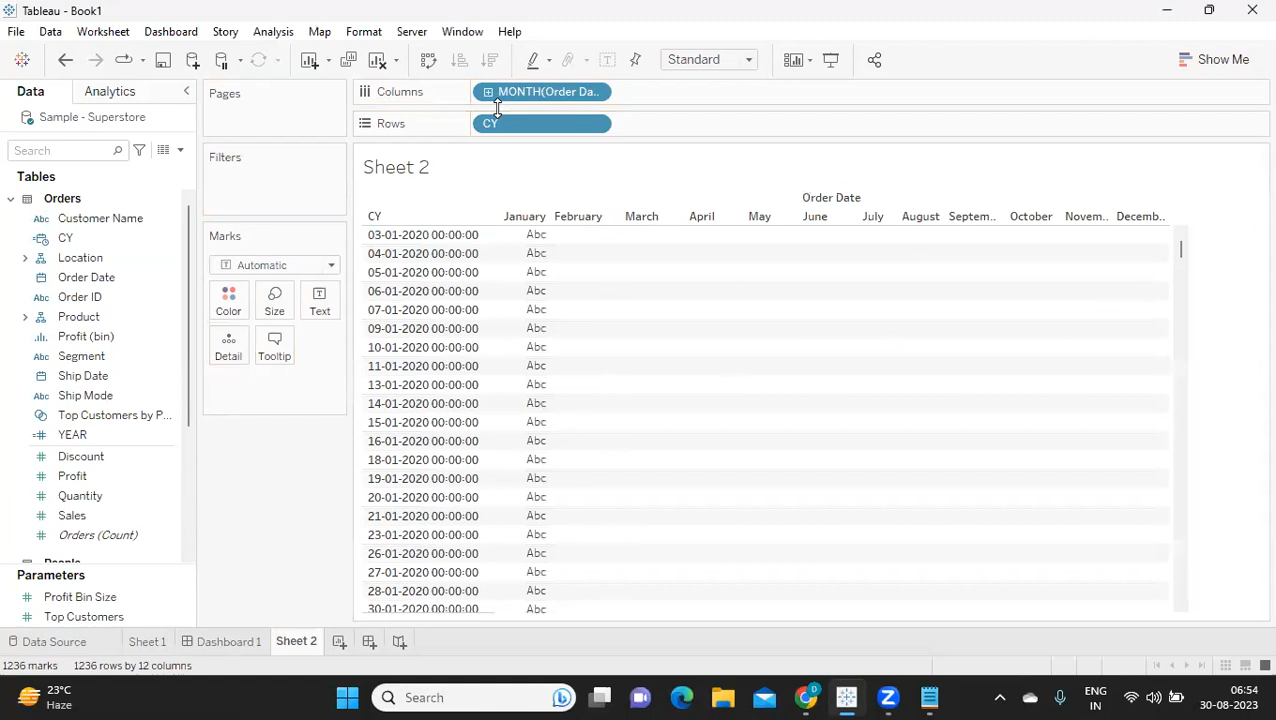 Tableau - Book1
File Data Worksheet Dashboard Story Analysis Map Format Server Window Help
Standard
Show Me
Data Analytics
Sample - Superstore
Search
Tables
Orders
Customer Name
CY
Location
Order Date
Order ID
Product
Profit (bin)
Segment
Ship Date
Ship Mode
Top Customers by P...
YEAR
Discount
Profit
Quantity
Sales
Orders (Count)
Parameters
Profit Bin Size
Top Customers
Pages
Filters
Marks
Automatic
Color Size Text
Detail Tooltip
Columns MONTH(Order Da..
Rows CY
Sheet 2
Order Date
CY January February March April May June July August Septem.. October Novem.. Decemb..
03-01-2020 00:00:00 Abc
04-01-2020 00:00:00 Abc
05-01-2020 00:00:00 Abc
06-01-2020 00:00:00 Abc
07-01-2020 00:00:00 Abc
09-01-2020 00:00:00 Abc
10-01-2020 00:00:00 Abc
11-01-2020 00:00:00 Abc
13-01-2020 00:00:00 Abc
14-01-2020 00:00:00 Abc
15-01-2020 00:00:00 Abc
16-01-2020 00:00:00 Abc
18-01-2020 00:00:00 Abc
19-01-2020 00:00:00 Abc
20-01-2020 00:00:00 Abc
21-01-2020 00:00:00 Abc
23-01-2020 00:00:00 Abc
26-01-2020 00:00:00 Abc
27-01-2020 00:00:00 Abc
28-01-2020 00:00:00 Abc
30-01-2020 00:00:00 Abc
Data Source Sheet 1 Dashboard 1 Sheet 2
1236 marks 1236 rows by 12 columns
23°C
Haze
Search
ENG
IN
06:54
30-08-2023